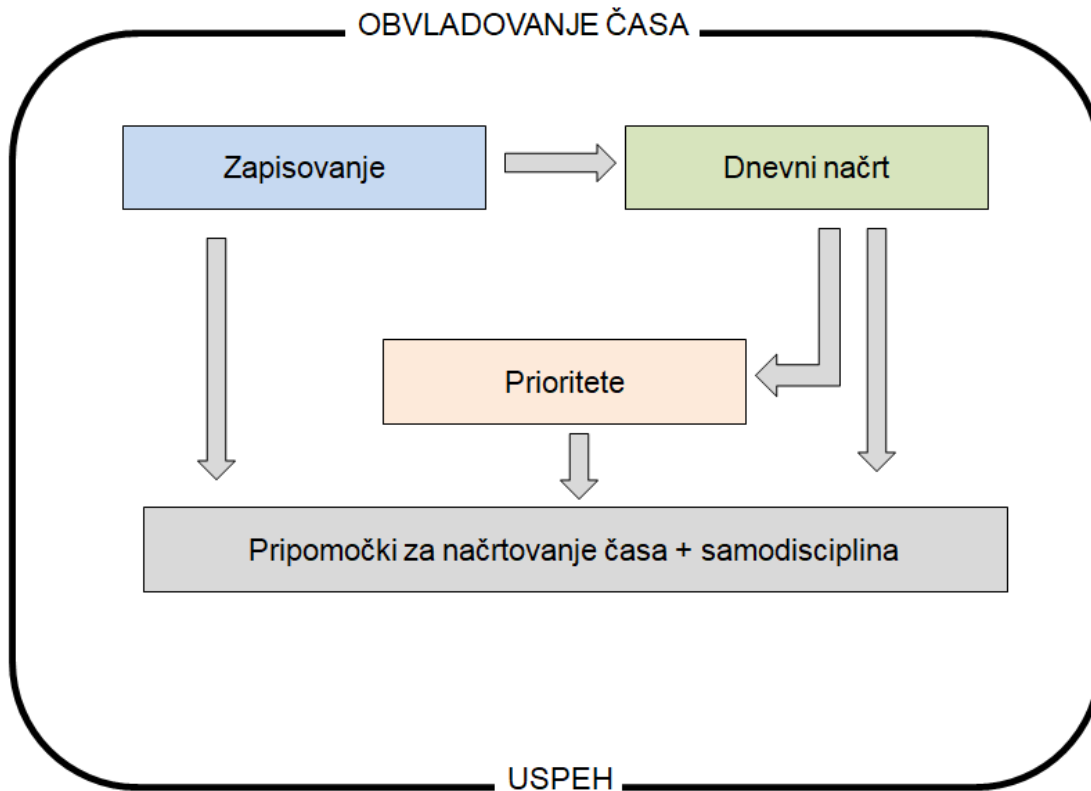 OBVLADOVANJE ČASA
Zapisovanje
Dnevni načrt
Prioritete
Pripomočki za načrtovanje časa + samodisciplina
USPEH